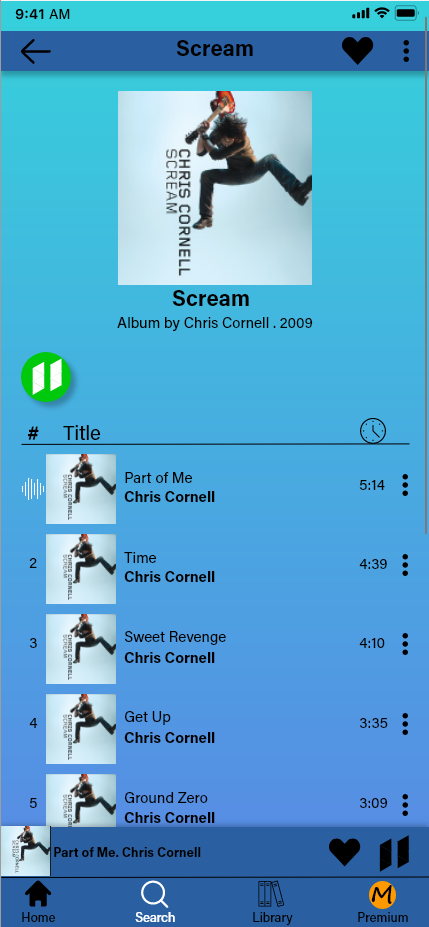 9:41 AM
Scream
CHRIS CORNELL
SCREAM
Scream
Album by Chris Cornell . 2009
# Title
Part of Me 5:14
Chris Cornell
2 Time 4:39
Chris Cornell
3 Sweet Revenge 4:10
Chris Cornell
4 Get Up 3:35
Chris Cornell
5 Ground Zero 3:09
Chris Cornell
Part of Me. Chris Cornell
Home Search Library Premium